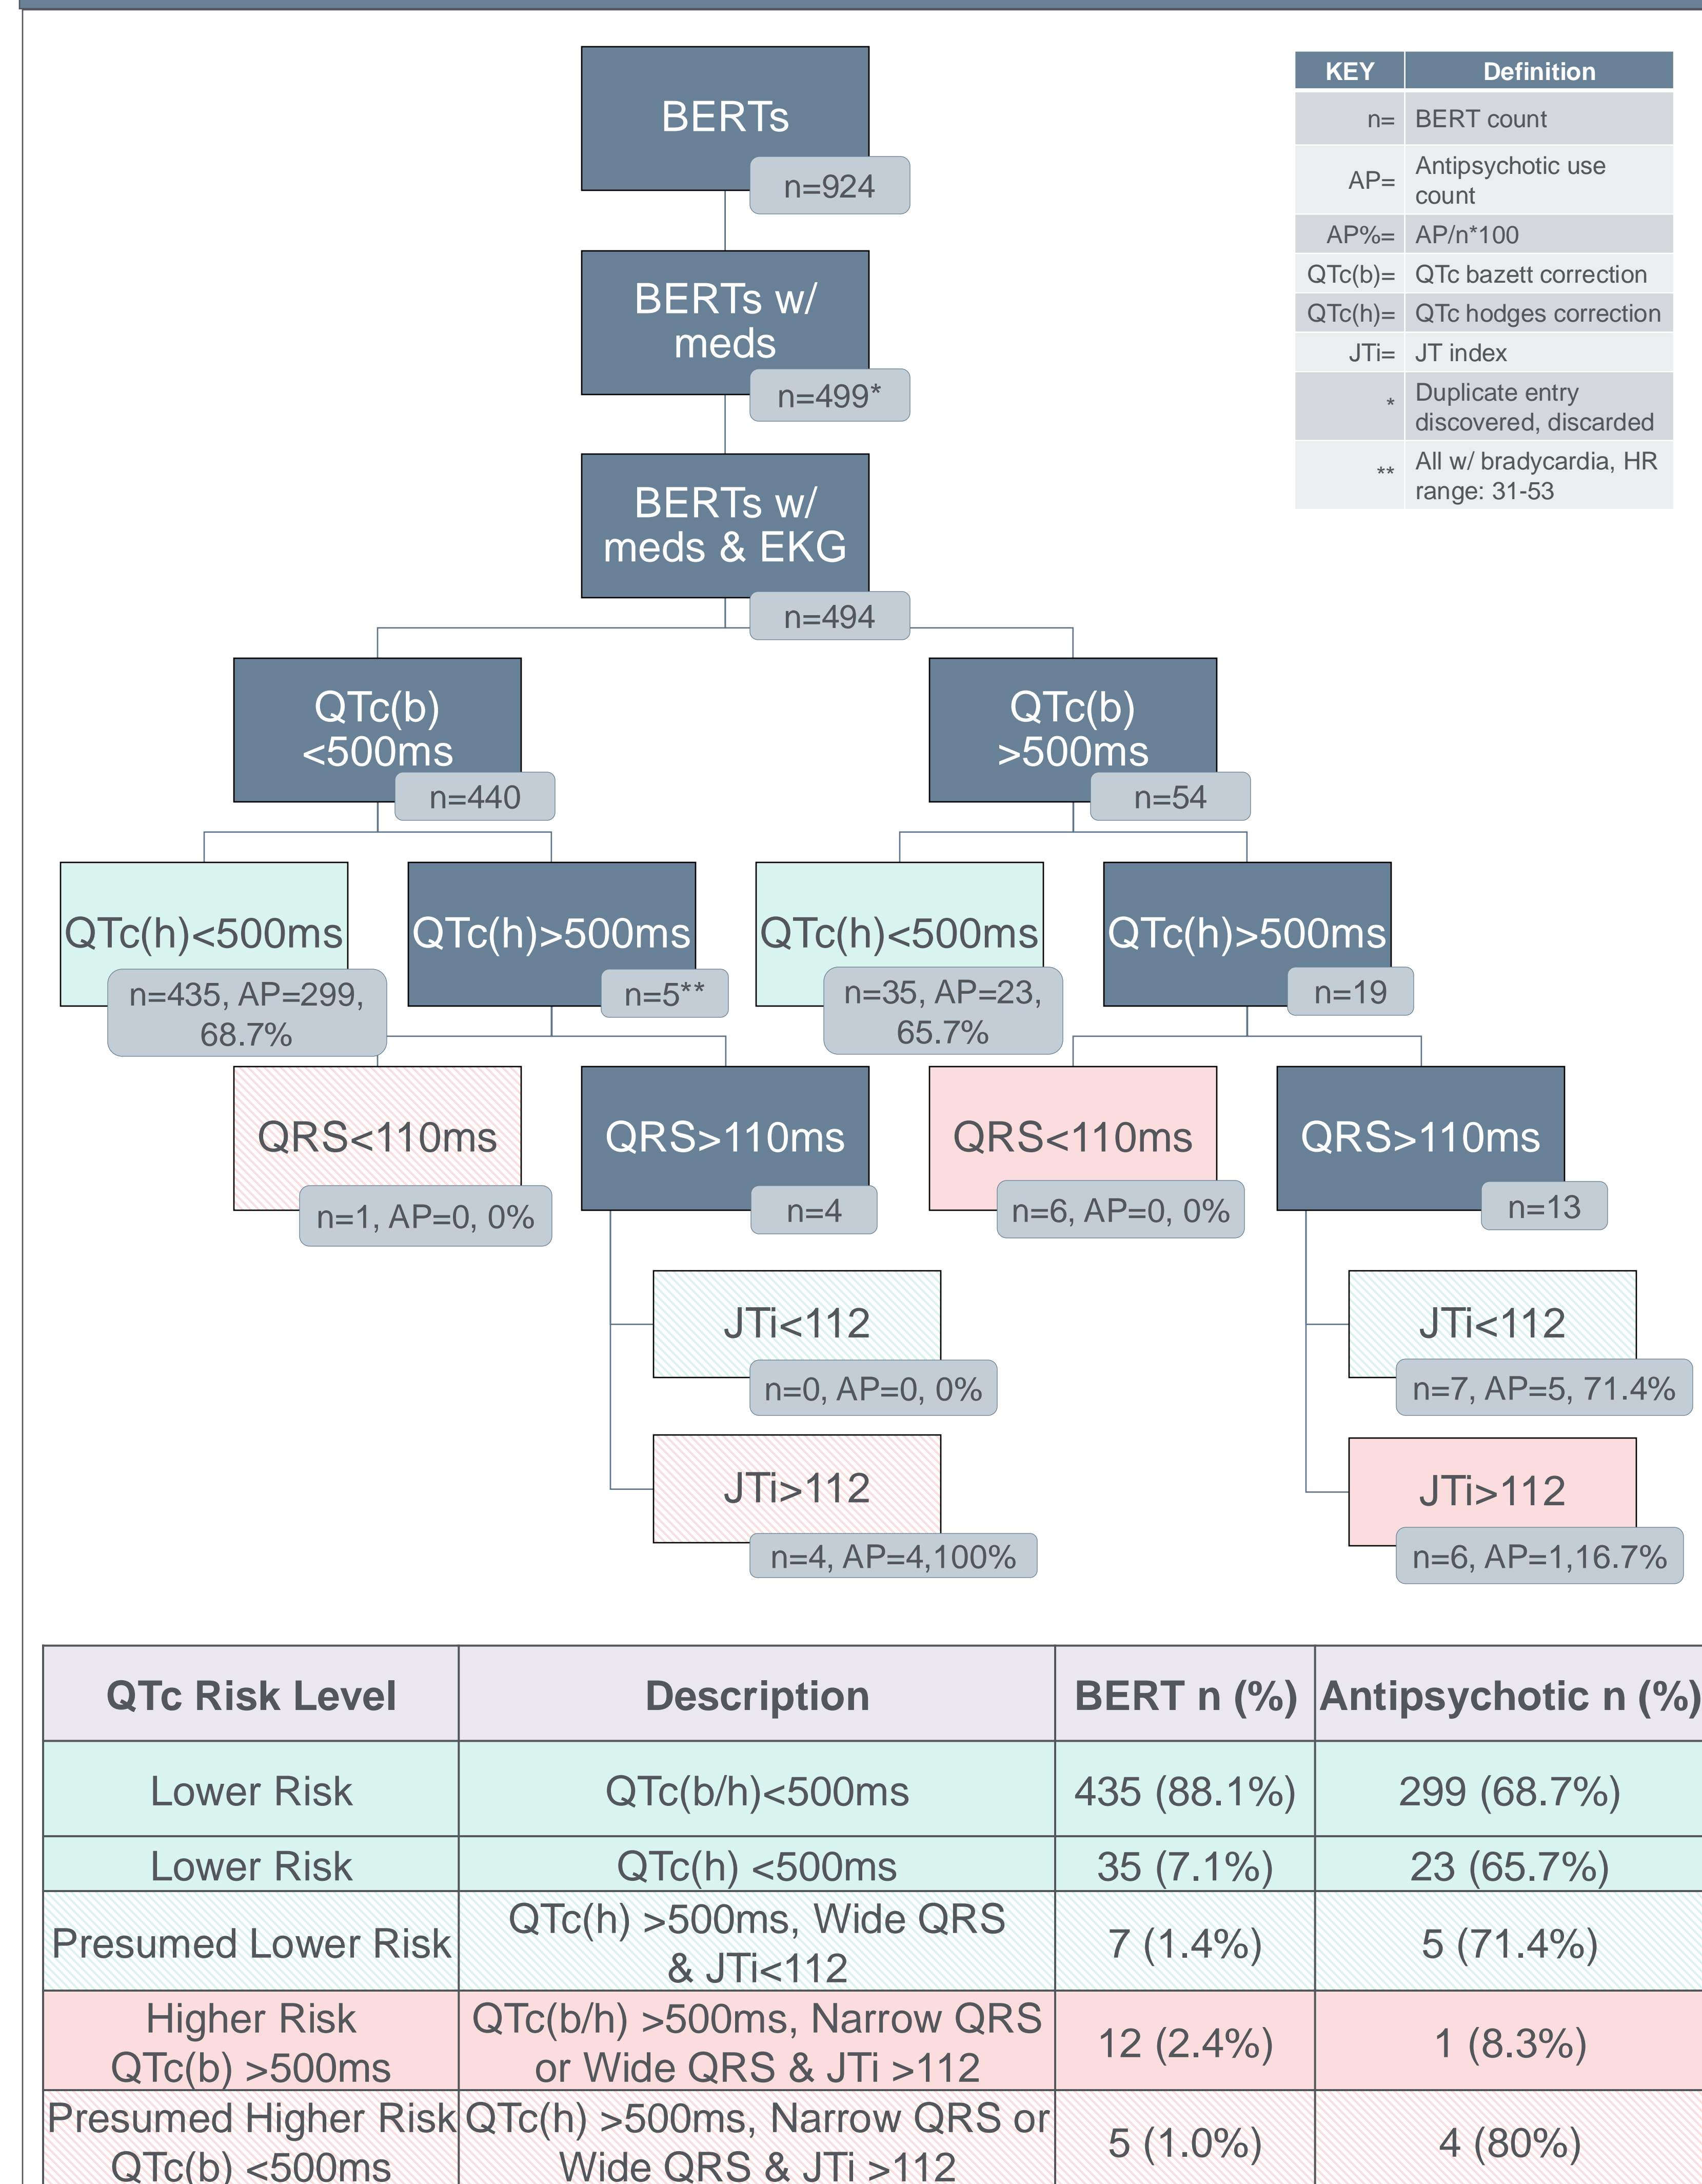 BERTs
n=924
BERTs w/
meds
n=499*
BERTs w/
meds & EKG
n=494
KEY Definition
n= BERT count
AP= Antipsychotic use
count
AP%= AP/n*100
QTc(b)= QTc bazett correction
QTc(h)= QTc hodges correction
JTi= JT index
* Duplicate entry
discovered, discarded
** All w/ bradycardia, HR
range: 31-53
QTc(b)
<500ms
n=440
QTc(b)
>500ms
n=54
QTc(h)<500ms
n=435, AP=299,
68.7%
QTc(h)>500ms
n=5**
QTc(h)<500ms
n=35, AP=23,
65.7%
QTc(h)>500ms
n=19
QRS<110ms
n=1, AP=0, 0%
QRS>110ms
n=4
QRS<110ms
n=6, AP=0, 0%
QRS>110ms
n=13
JTi<112
n=0, AP=0, 0%
JTi<112
n=7, AP=5, 71.4%
JTi>112
n=4, AP=4,100%
JTi>112
n=6, AP=1,16.7%
QTc Risk Level Description BERT n (%) Antipsychotic n (%)
Lower Risk QTc(b/h)<500ms 435 (88.1%) 299 (68.7%)
Lower Risk QTc(h) <500ms 35 (7.1%) 23 (65.7%)
Presumed Lower Risk QTc(h) >500ms, Wide QRS
& JTi<112 7 (1.4%) 5 (71.4%)
Higher Risk
QTc(b) >500ms QTc(b/h) >500ms, Narrow QRS
or Wide QRS & JTi >112 12 (2.4%) 1 (8.3%)
Presumed Higher Risk
QTc(b) <500ms QTc(h) >500ms, Narrow QRS or
Wide QRS & JTi >112 5 (1.0%) 4 (80%)